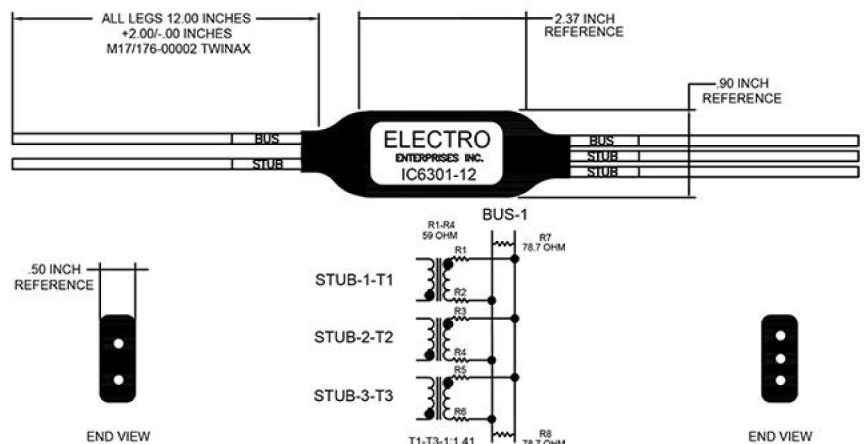 ALL LEGS 12.00 INCHES
+2.00/-.00 INCHES
M17/176-00002 TWINAX
2.37 INCH
REFERENCE
.90 INCH
REFERENCE
BUS
STUB
ELECTRO
ENTERPRISES INC.
IC6301-12
BUS
STUB
STUB
BUS-1
R1-R4
59 OHM
R7
78.7 OHM
.50 INCH
REFERENCE
STUB-1-T1
R1
R2
STUB-2-T2
R3
R4
STUB-3-T3
R5
R6
T1-T3-1:1.41
R8
78.7 OHM
END VIEW
END VIEW